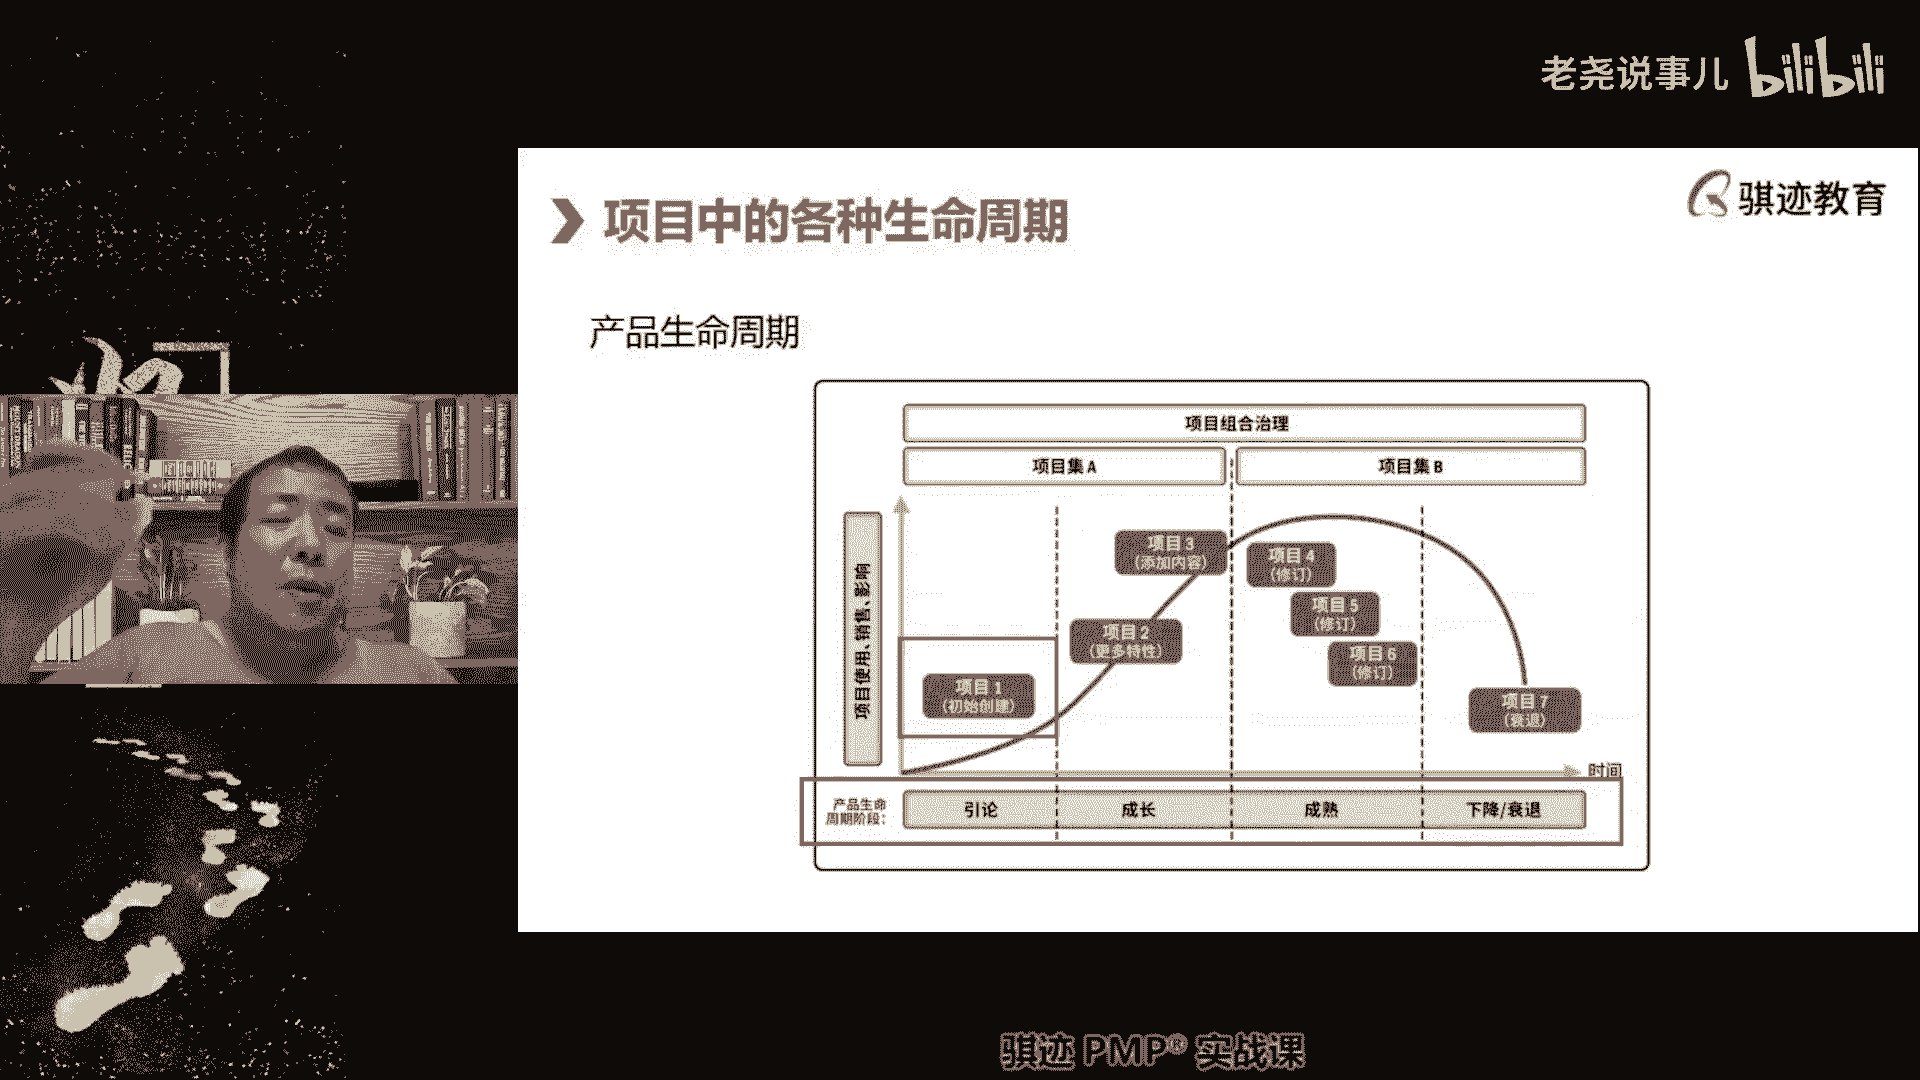 老尧说事儿 bilibili
骐迹教育
项目中的各种生命周期
产品生命周期
项目组合治理
项目集 A
项目集 B
项目使用、销售、影响
项目 3
(添加内容)
项目 4
(修订)
项目 5
(修订)
项目 2
(更多特性)
项目 6
(修订)
项目 1
(初始创建)
项目 7
(衰退)
时间
产品生命
周期阶段:
引论
成长
成熟
下降/衰退
骐迹 PMP® 实战课